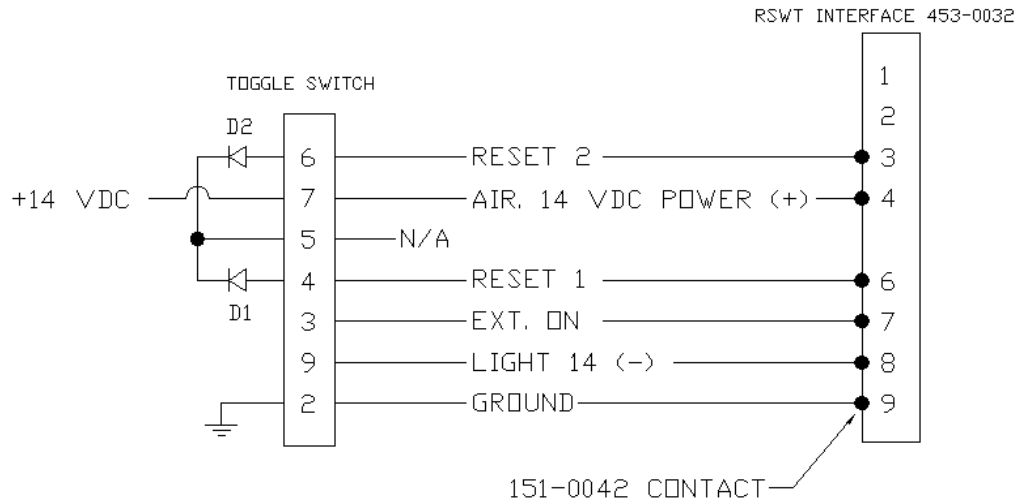 RSWT INTERFACE 453-0032
TOGGLE SWITCH
1
2
D2
6 RESET 2 3
+14 VDC 7 AIR. 14 VDC POWER (+) 4
5 N/A
4 RESET 1 6
D1
3 EXT. ON 7
9 LIGHT 14 (-) 8
2 GROUND 9
151-0042 CONTACT